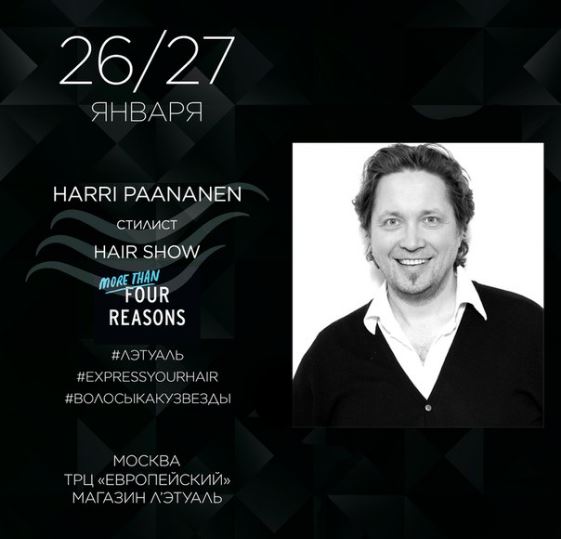 26/27
ЯНВАРЯ
HARRI PAANANEN
СТИЛИСТ
HAIR SHOW
MORE THAN
FOUR
REASONS
#ЛЭТУАЛЬ
#EXPRESSYOURHAIR
#ВОЛОСЫКАКУЗВЕЗДЫ
МОСКВА
ТРЦ «ЕВРОПЕЙСКИЙ»
МАГАЗИН Л'ЭТУАЛЬ